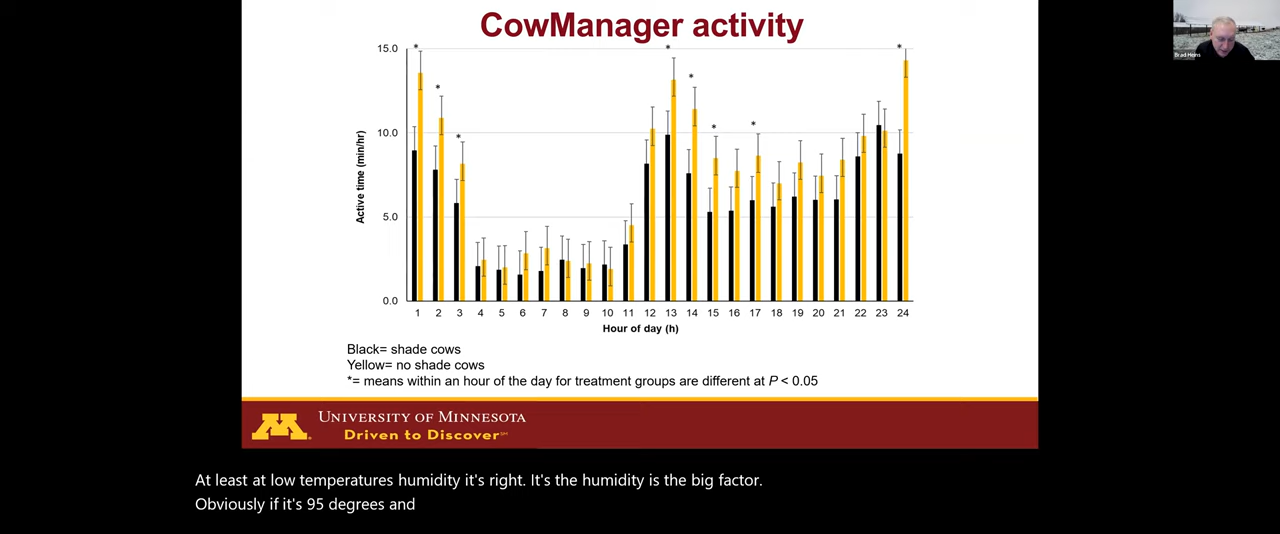 CowManager activity
Brad Heins
15.0
10.0
5.0
0.0
Active time (min/hr)
* * * * * * * *
1 2 3 4 5 6 7 8 9 10 11 12 13 14 15 16 17 18 19 20 21 22 23 24
Hour of day (h)
Black= shade cows
Yellow= no shade cows
*= means within an hour of the day for treatment groups are different at P < 0.05
UNIVERSITY OF MINNESOTA
Driven to Discover
At least at low temperatures humidity it's right. It's the humidity is the big factor.
Obviously if it's 95 degrees and